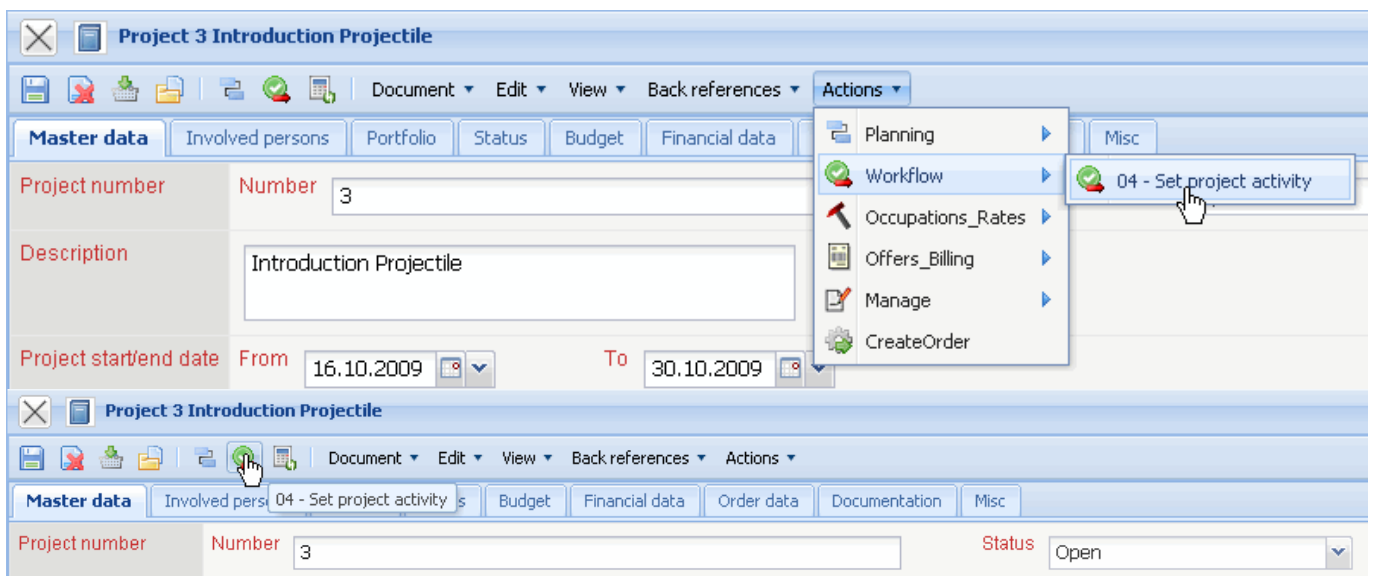 Project 3 Introduction Projectile
Document Edit View Back references Actions
Master data Involved persons Portfolio Status Budget Financial data Misc
Planning
Workflow
04 - Set project activity
Occupations_Rates
Offers_Billing
Manage
CreateOrder
Project number Number 3
Description Introduction Projectile
Project start/end date From 16.10.2009 To 30.10.2009
Project 3 Introduction Projectile
Document Edit View Back references Actions
Master data Involved pers 04 - Set project activity s Budget Financial data Order data Documentation Misc
Project number Number 3 Status Open